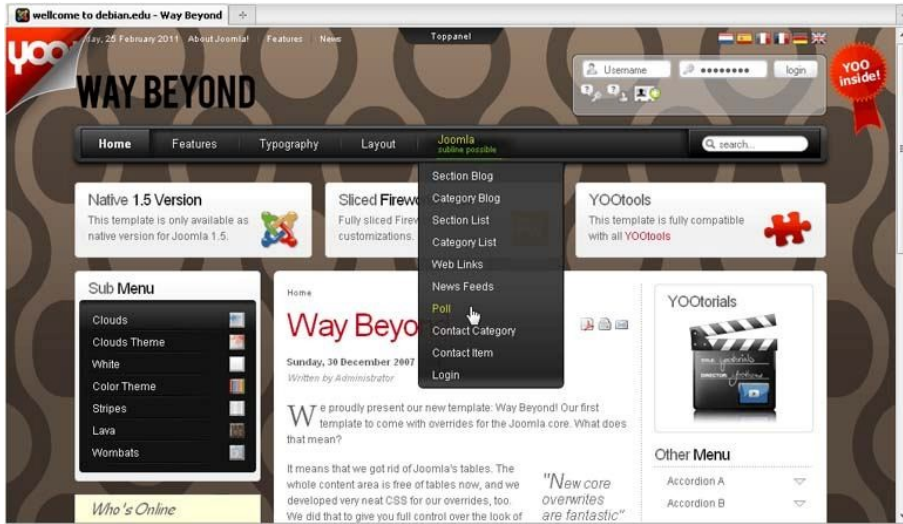 wellcome to debian.edu - Way Beyond
YOO
day, 25 February 2011 About Joomla! Features News
Toppanel
WAY BEYOND
Username
login
YOO inside!
Home Features Typography Layout Joomla
subline possible
search...
Section Blog
Category Blog
Section List
Category List
Web Links
News Feeds
Poll
Contact Category
Contact Item
Login
Native 1.5 Version
This template is only available as
native version for Joomla 1.5.
Sliced Firew
Fully sliced Firew
customizations.
YOOtools
This template is fully compatible
with all YOOtools
Sub Menu
Clouds
Clouds Theme
White
Color Theme
Stripes
Lava
Wombats
Who's Online
Home
Way Beyo
Sunday, 30 December 2007
Written by Administrator
We proudly present our new template: Way Beyond! Our first
template to come with overrides for the Joomla core. What does
that mean?
It means that we got rid of Joomla's tables. The
whole content area is free of tables now, and we
developed very neat CSS for our overrides, too.
We did that to give you full control over the look of
"New core
overwrites
are fantastic"
YOOtorials
Other Menu
Accordion A
Accordion B